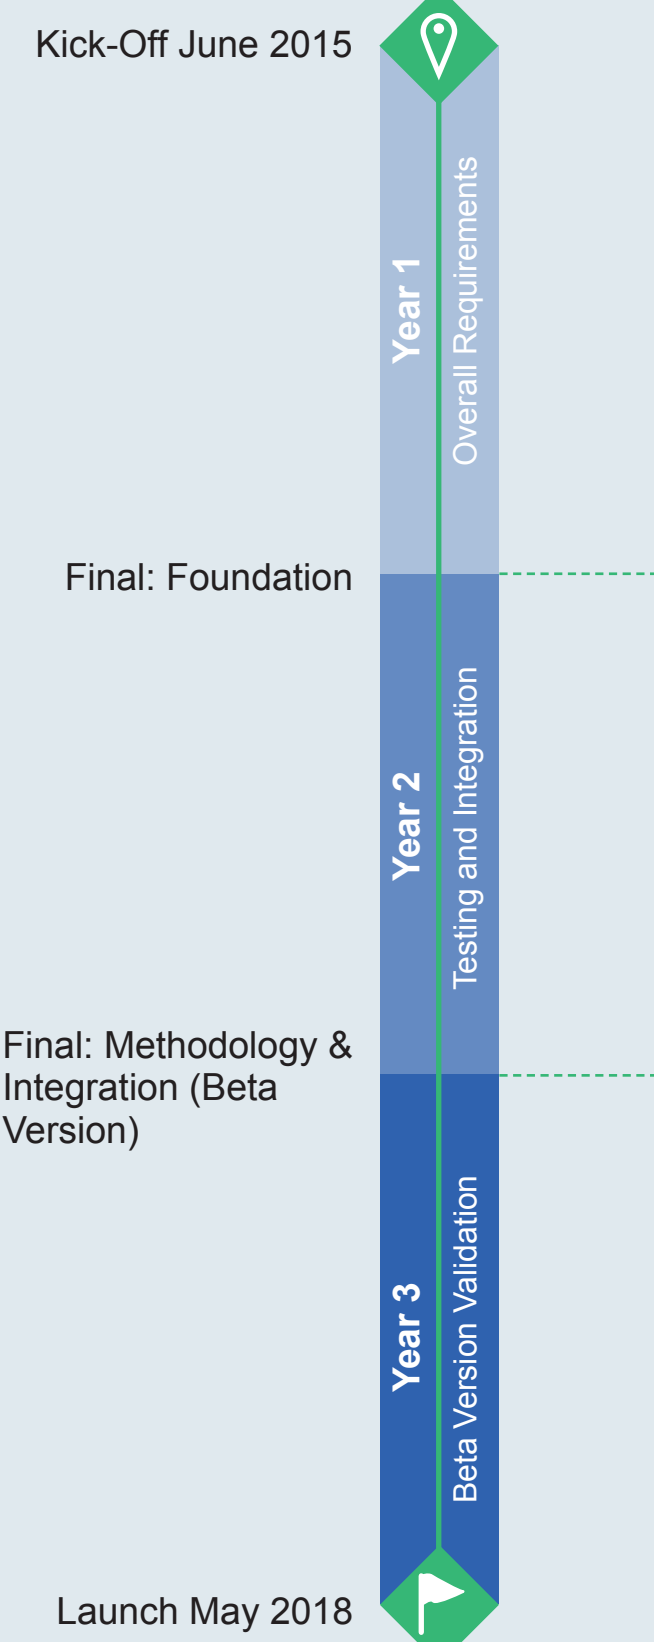 Kick-Off June 2015
Year 1
Overall Requirements
Final: Foundation
Year 2
Testing and Integration
Final: Methodology &
Integration (Beta
Version)
Year 3
Beta Version Validation
Launch May 2018